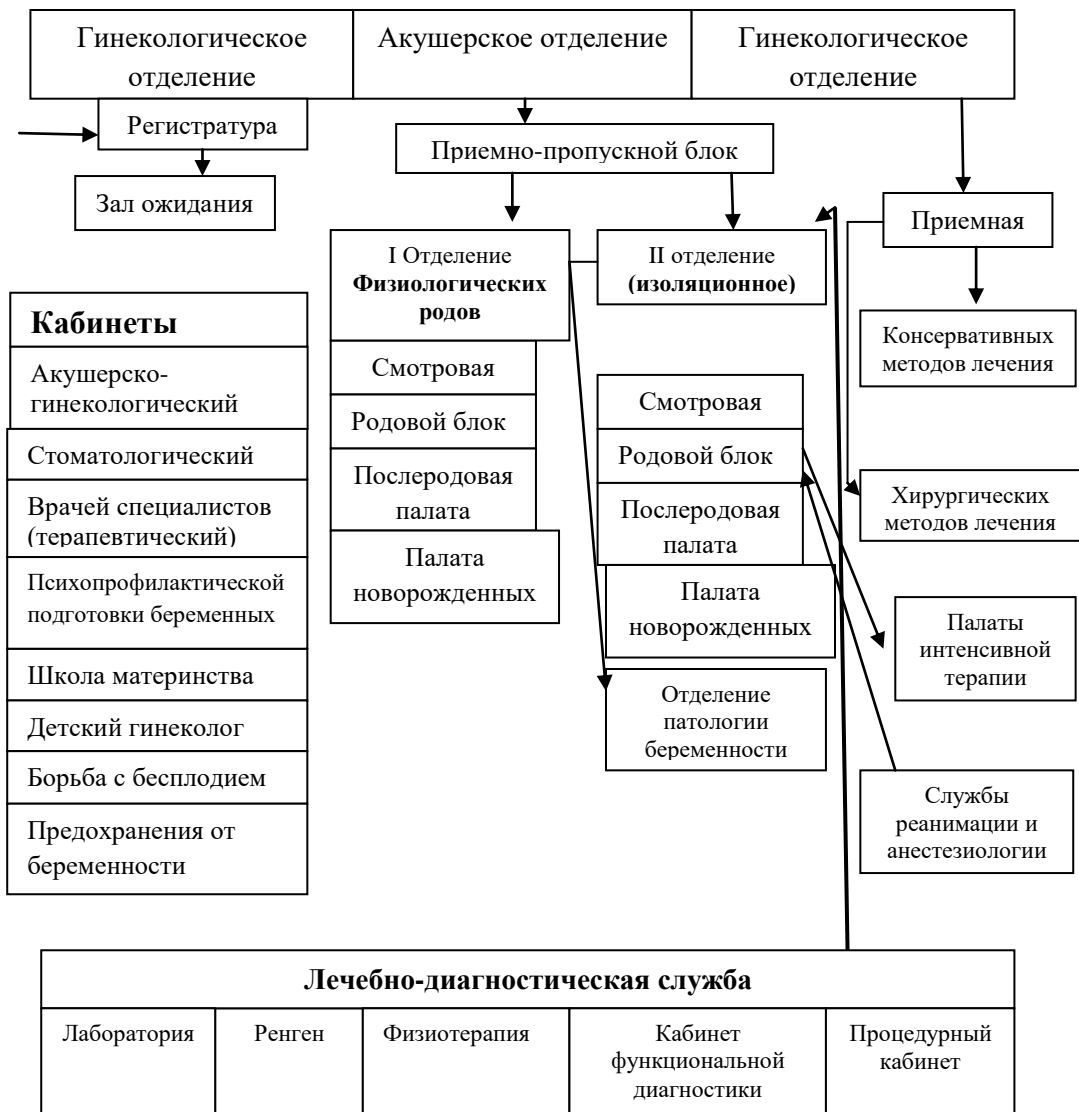 Гинекологическое
отделение
Акушерское отделение
Гинекологическое
отделение
Регистратура
Зал ожидания
Приемно-пропускной блок
Приемная
I Отделение
Физиологических
родов
II отделение
(изоляционное)
Консервативных
методов лечения
Хирургических
методов лечения
Кабинеты
Акушерско-
гинекологический
Стоматологический
Врачей специалистов
(терапевтический)
Психопрофилактической
подготовки беременных
Школа материнства
Детский гинеколог
Борьба с бесплодием
Предохранения от
беременности
Смотровая
Родовой блок
Послеродовая
палата
Палата
новорожденных
Смотровая
Родовой блок
Послеродовая
палата
Палата
новорожденных
Отделение
патологии
беременности
Палаты
интенсивной
терапии
Службы
реанимации и
анестезиологии
Лечебно-диагностическая служба
Лаборатория
Ренген
Физиотерапия
Кабинет
функциональной
диагностики
Процедурный
кабинет